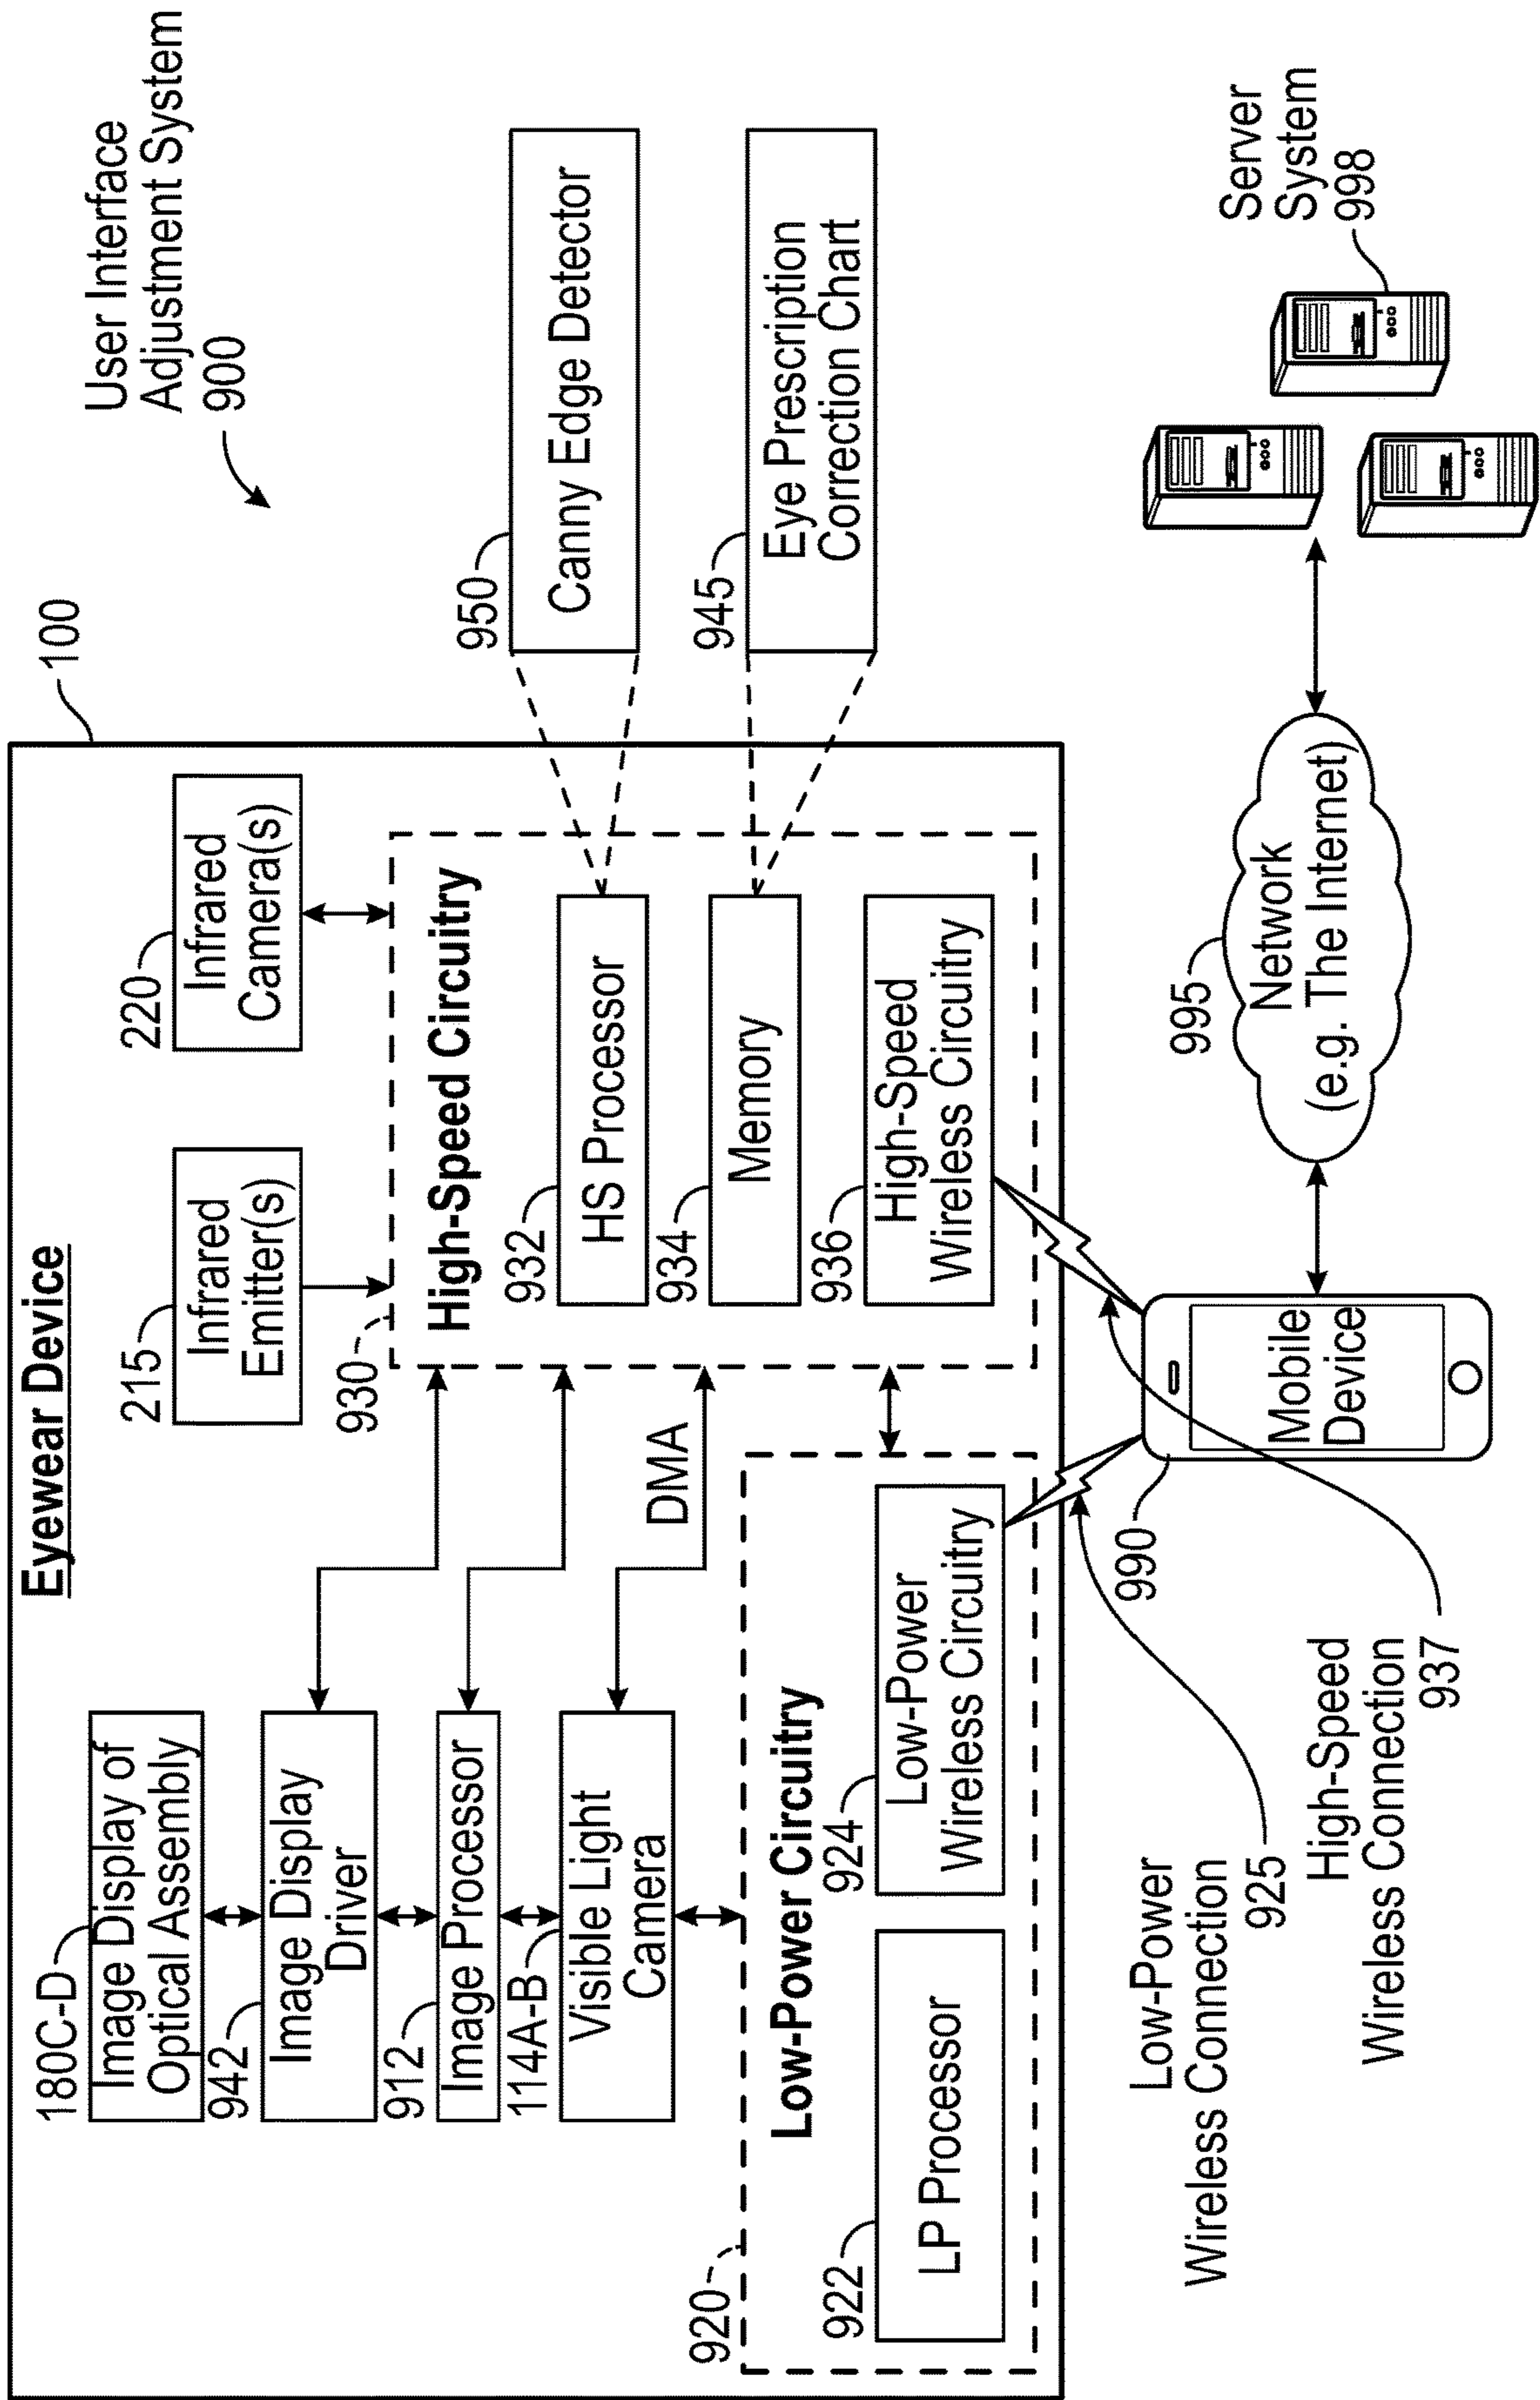 User Interface
Adjustment System
900
Eyewear Device
100
180C-D
Image Display of
Optical Assembly
942
Image Display
Driver
912
Image Processor
114A-B
Visible Light
Camera
215
Infrared
Emitter(s)
220
Infrared
Camera(s)
930
High-Speed Circuitry
932
HS Processor
934
Memory
936
High-Speed
Wireless Circuitry
DMA
950
Canny Edge Detector
945
Eye Prescription
Correction Chart
920
Low-Power Circuitry
922
LP Processor
924
Low-Power
Wireless Circuitry
Low-Power
Wireless Connection
925
High-Speed
Wireless Connection
937
990
Mobile
Device
995
Network
(e.g. The Internet)
Server
System
998